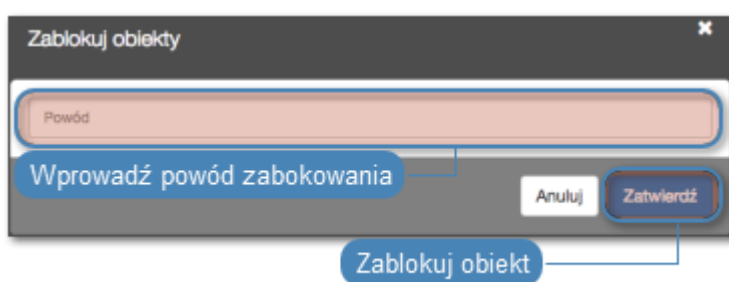 Zablokuj obiekty
Powód
Wprowadź powód zabokowania
Anuluj
Zatwierdź
Zablokuj obiekt